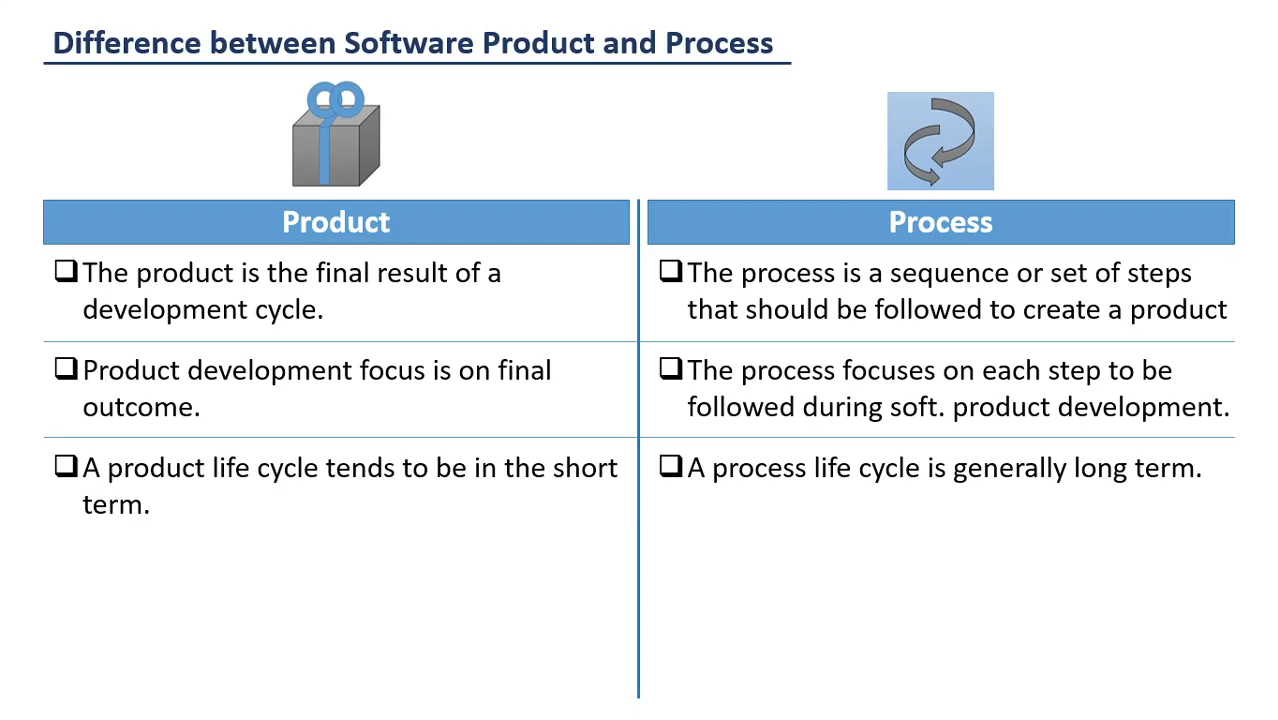 Difference between Software Product and Process
Product
Process
❑The product is the final result of a
development cycle.
❑The process is a sequence or set of steps
that should be followed to create a product
❑Product development focus is on final
outcome.
❑The process focuses on each step to be
followed during soft. product development.
❑A product life cycle tends to be in the short
term.
❑A process life cycle is generally long term.